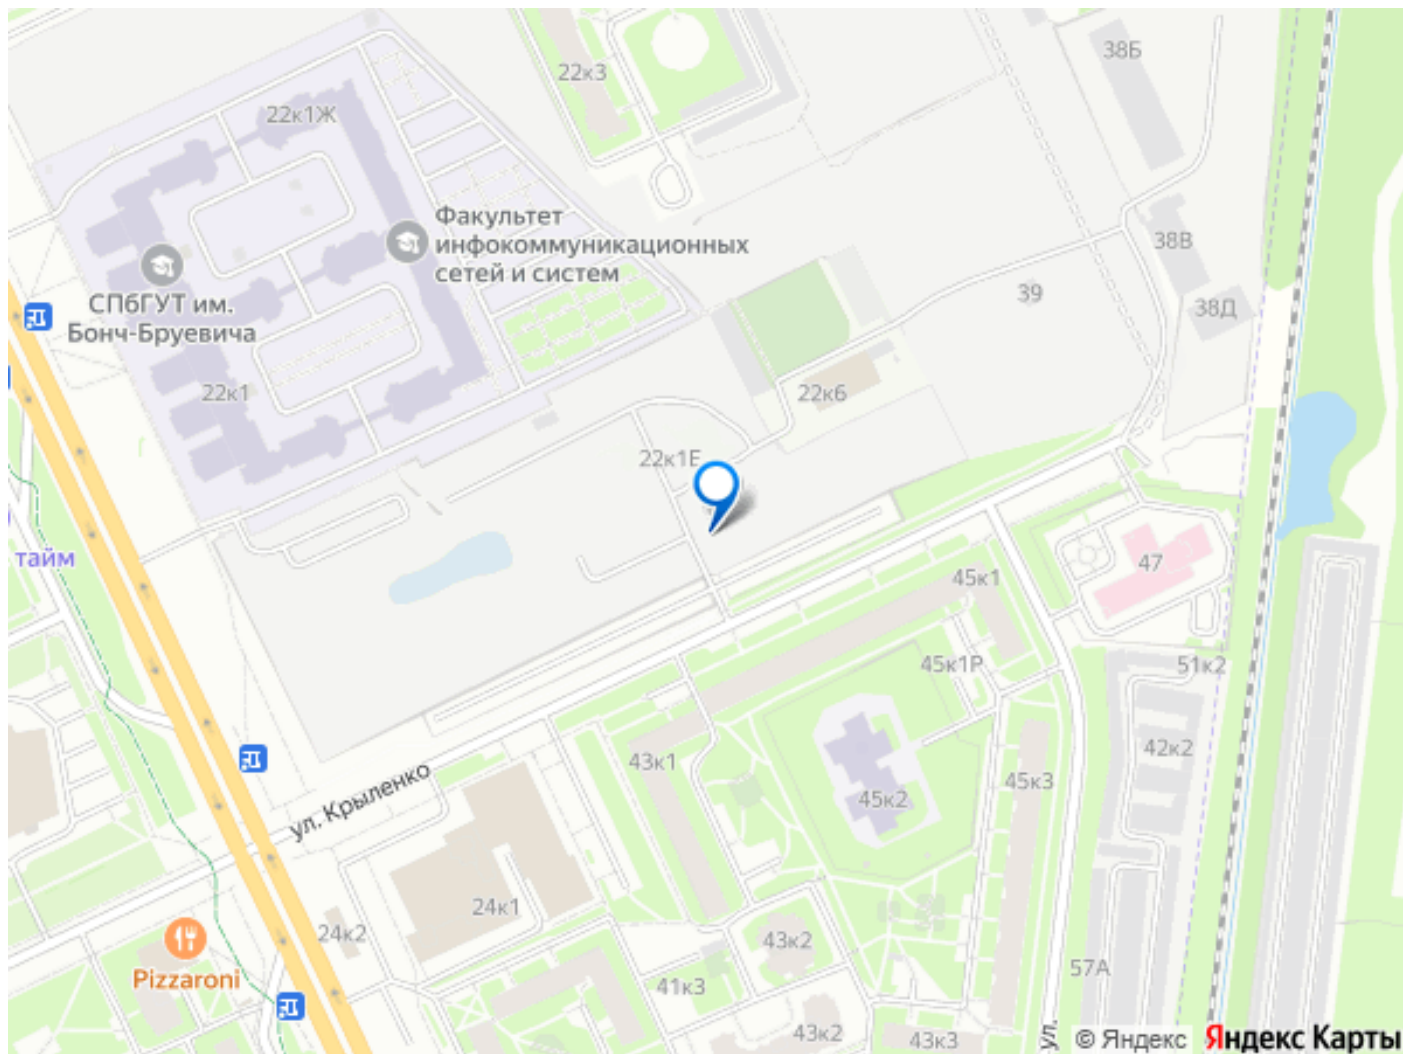 38Б
22к3
22к1Ж
Факультет
инфокоммуникационных
сетей и систем
38В
СПбГУТ им.
Бонч-Бруевича
39
38Д
22к1
22к6
22к1Е
тайм
47
45к1
45к1Р
51к2
43к1
42к2
45к3
45к2
ул. Крыленко
24к1
24к2
43к2
Pizzaroni
41к3
57А
43к2
43к3
ул.
© Яндекс
Яндекс Карты